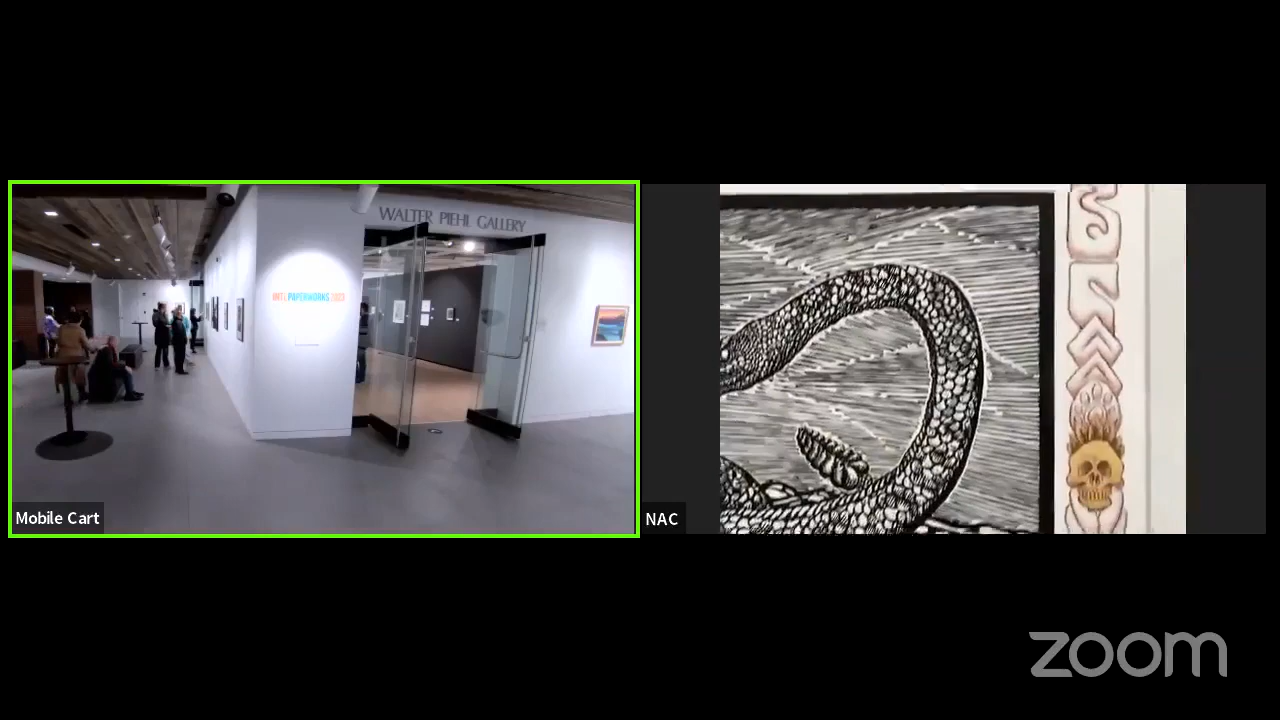 WALTER PIEHL GALLERY
PAPERWORKS
Mobile Cart
NAC
zoom